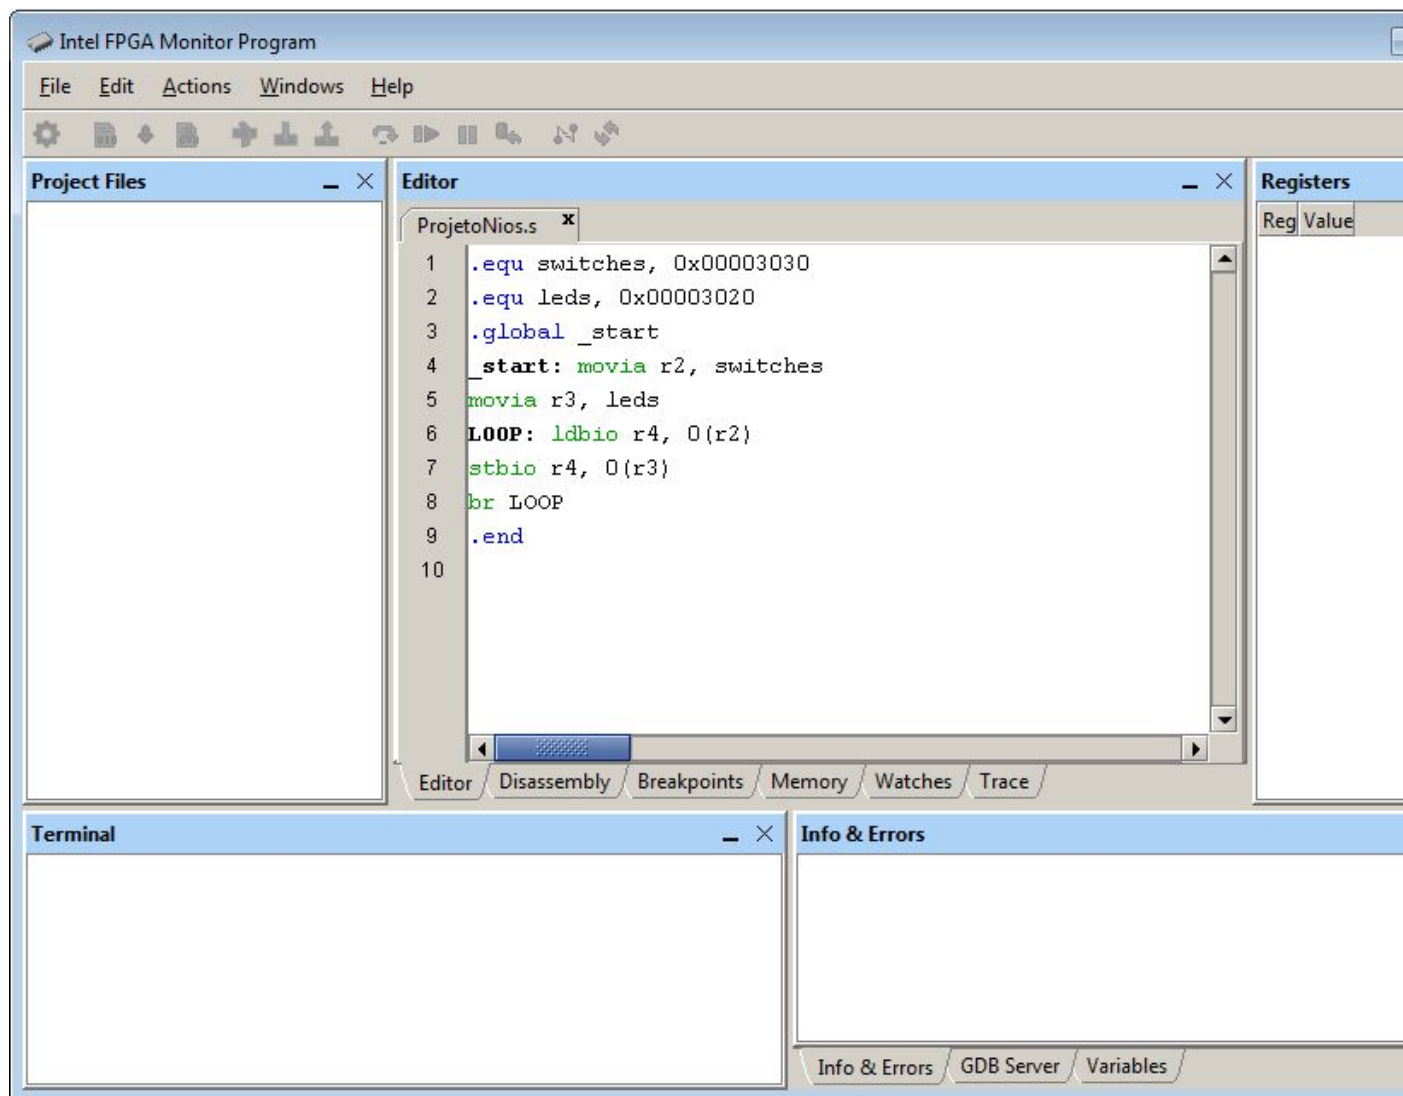 Intel FPGA Monitor Program
File Edit Actions Windows Help
Project Files
Editor
Registers
ProjetoNios.s x
Reg Value
1 .equ switches, 0x00003030
2 .equ leds, 0x00003020
3 .global _start
4 _start: movia r2, switches
5 movia r3, leds
6 LOOP: ldbio r4, 0(r2)
7 stbio r4, 0(r3)
8 br LOOP
9 .end
10
Editor Disassembly Breakpoints Memory Watches Trace
Terminal
Info & Errors
Info & Errors GDB Server Variables